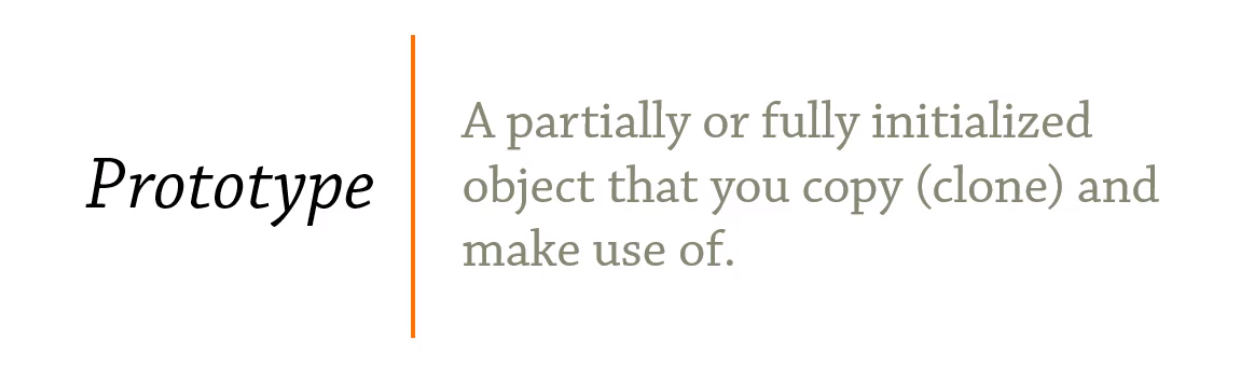 Prototype
A partially or fully initialized
object that you copy (clone) and
make use of.